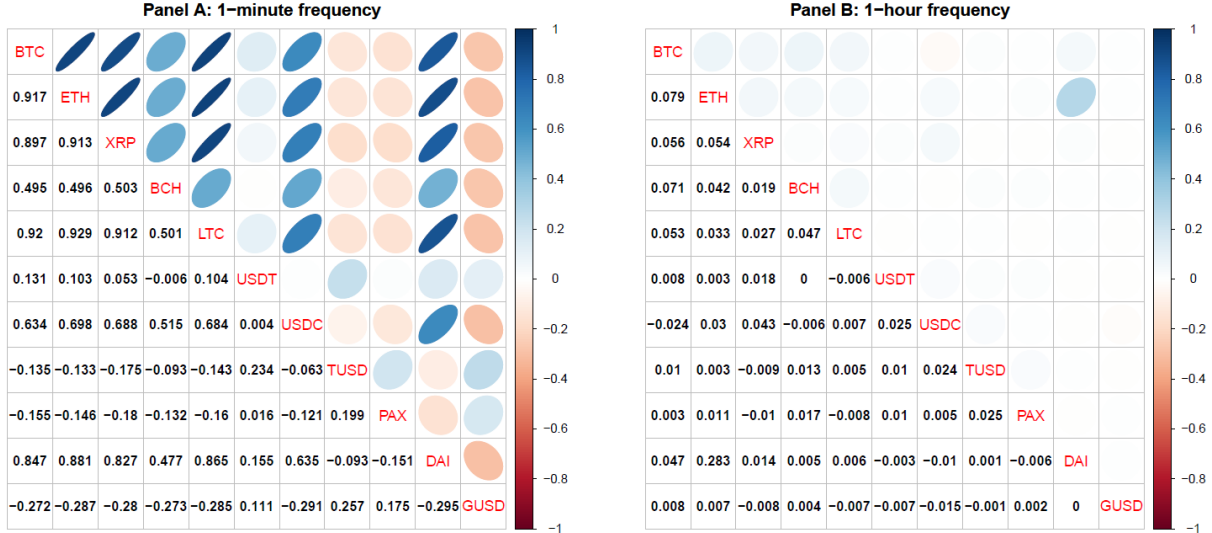 Panel A: 1−minute frequency
BTC
0.917 ETH
0.897 0.913 XRP
0.495 0.496 0.503 BCH
0.92 0.929 0.912 0.501 LTC
0.131 0.103 0.053 −0.006 0.104 USDT
0.634 0.698 0.688 0.515 0.684 0.004 USDC
−0.135 −0.133 −0.175 −0.093 −0.143 0.234 −0.063 TUSD
−0.155 −0.146 −0.18 −0.132 −0.16 0.016 −0.121 0.199 PAX
0.847 0.881 0.827 0.477 0.865 0.155 0.635 −0.093 −0.151 DAI
−0.272 −0.287 −0.28 −0.273 −0.285 0.111 −0.291 0.257 0.175 −0.295 GUSD
1
0.8
0.6
0.4
0.2
0
−0.2
−0.4
−0.6
−0.8
−1
Panel B: 1−hour frequency
BTC
0.079 ETH
0.056 0.054 XRP
0.071 0.042 0.019 BCH
0.053 0.033 0.027 0.047 LTC
0.008 0.003 0.018 0 −0.006 USDT
−0.024 0.03 0.043 −0.006 0.007 0.025 USDC
0.01 0.003 −0.009 0.013 0.005 0.01 0.024 TUSD
0.003 0.011 −0.01 0.017 −0.008 0.01 0.005 0.025 PAX
0.047 0.283 0.014 0.005 0.006 −0.003 −0.01 0.001 −0.006 DAI
0.008 0.007 −0.008 0.004 −0.007 −0.007 −0.015 −0.001 0.002 0 GUSD
1
0.8
0.6
0.4
0.2
0
−0.2
−0.4
−0.6
−0.8
−1